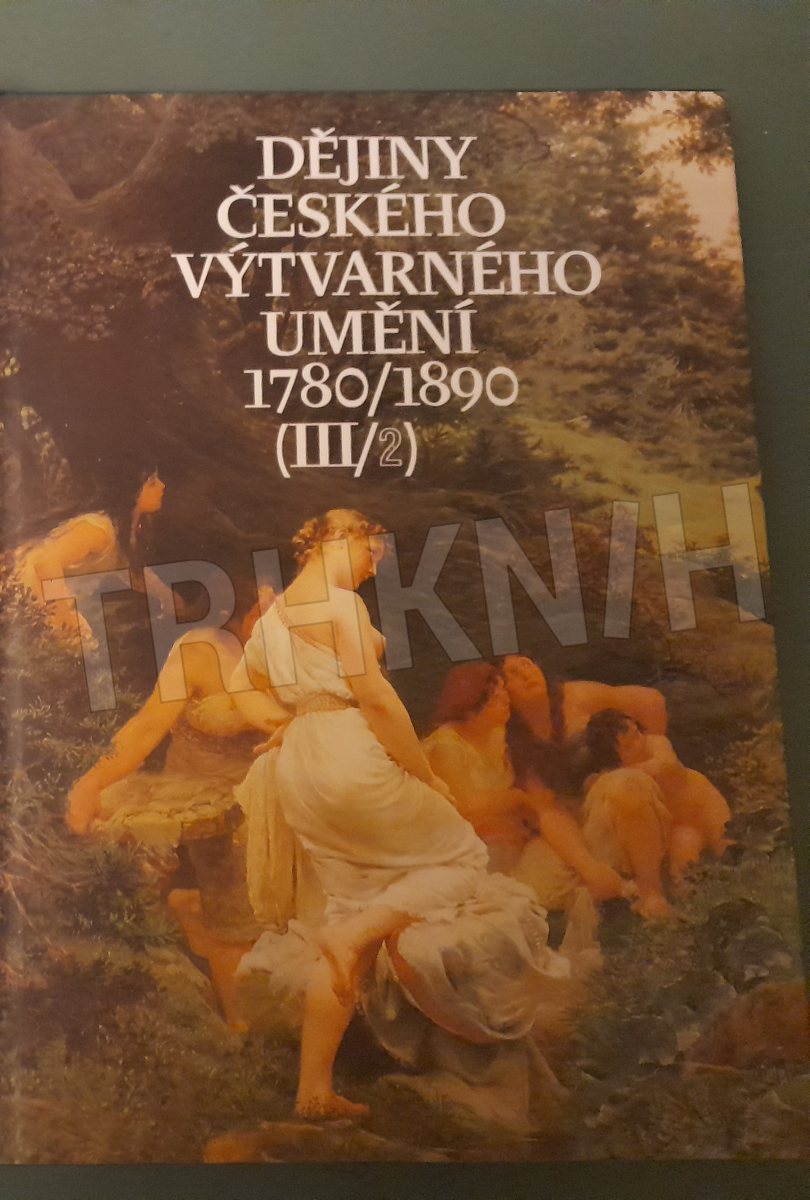 DĚJINY
ČESKÉHO
VÝTVARNÉHO
UMĚNÍ
1780/1890
(III/2)
TRHKNIH